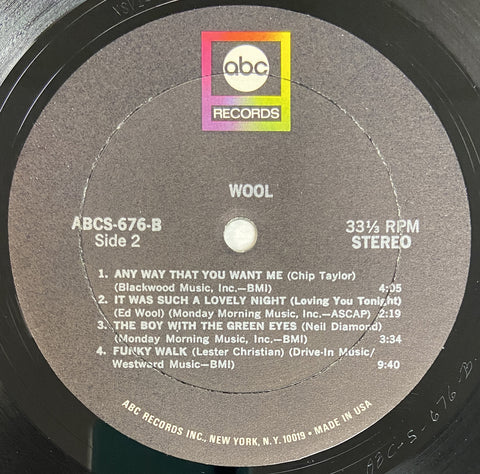 abc
RECORDS
WOOL
ABCS-676-B
Side 2
33⅓ RPM
STEREO
1. ANY WAY THAT YOU WANT ME (Chip Taylor)
(Blackwood Music, Inc.—BMI) 4:05
2. IT WAS SUCH A LOVELY NIGHT (Loving You Tonight)
(Ed Wool) (Monday Morning Music, Inc.—ASCAP) 2:19
3. THE BOY WITH THE GREEN EYES (Neil Diamond)
(Monday Morning Music, Inc.—BMI) 3:34
4. FUNKY WALK (Lester Christian) (Drive-In Music/
Westward Music—BMI) 9:40
ABC RECORDS INC., NEW YORK, N.Y. 10019 • MADE IN USA